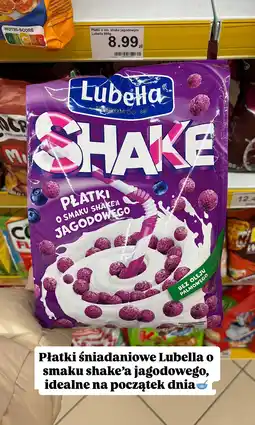 8.99
Lubella
SHAKE
PŁATKI
O SMAKU SHAKE'A
JAGODOWEGO
BEZ OLEJU
PALMOWEGO
Płatki śniadaniowe Lubella o
smaku shake'a jagodowego,
idealne na początek dnia🥣